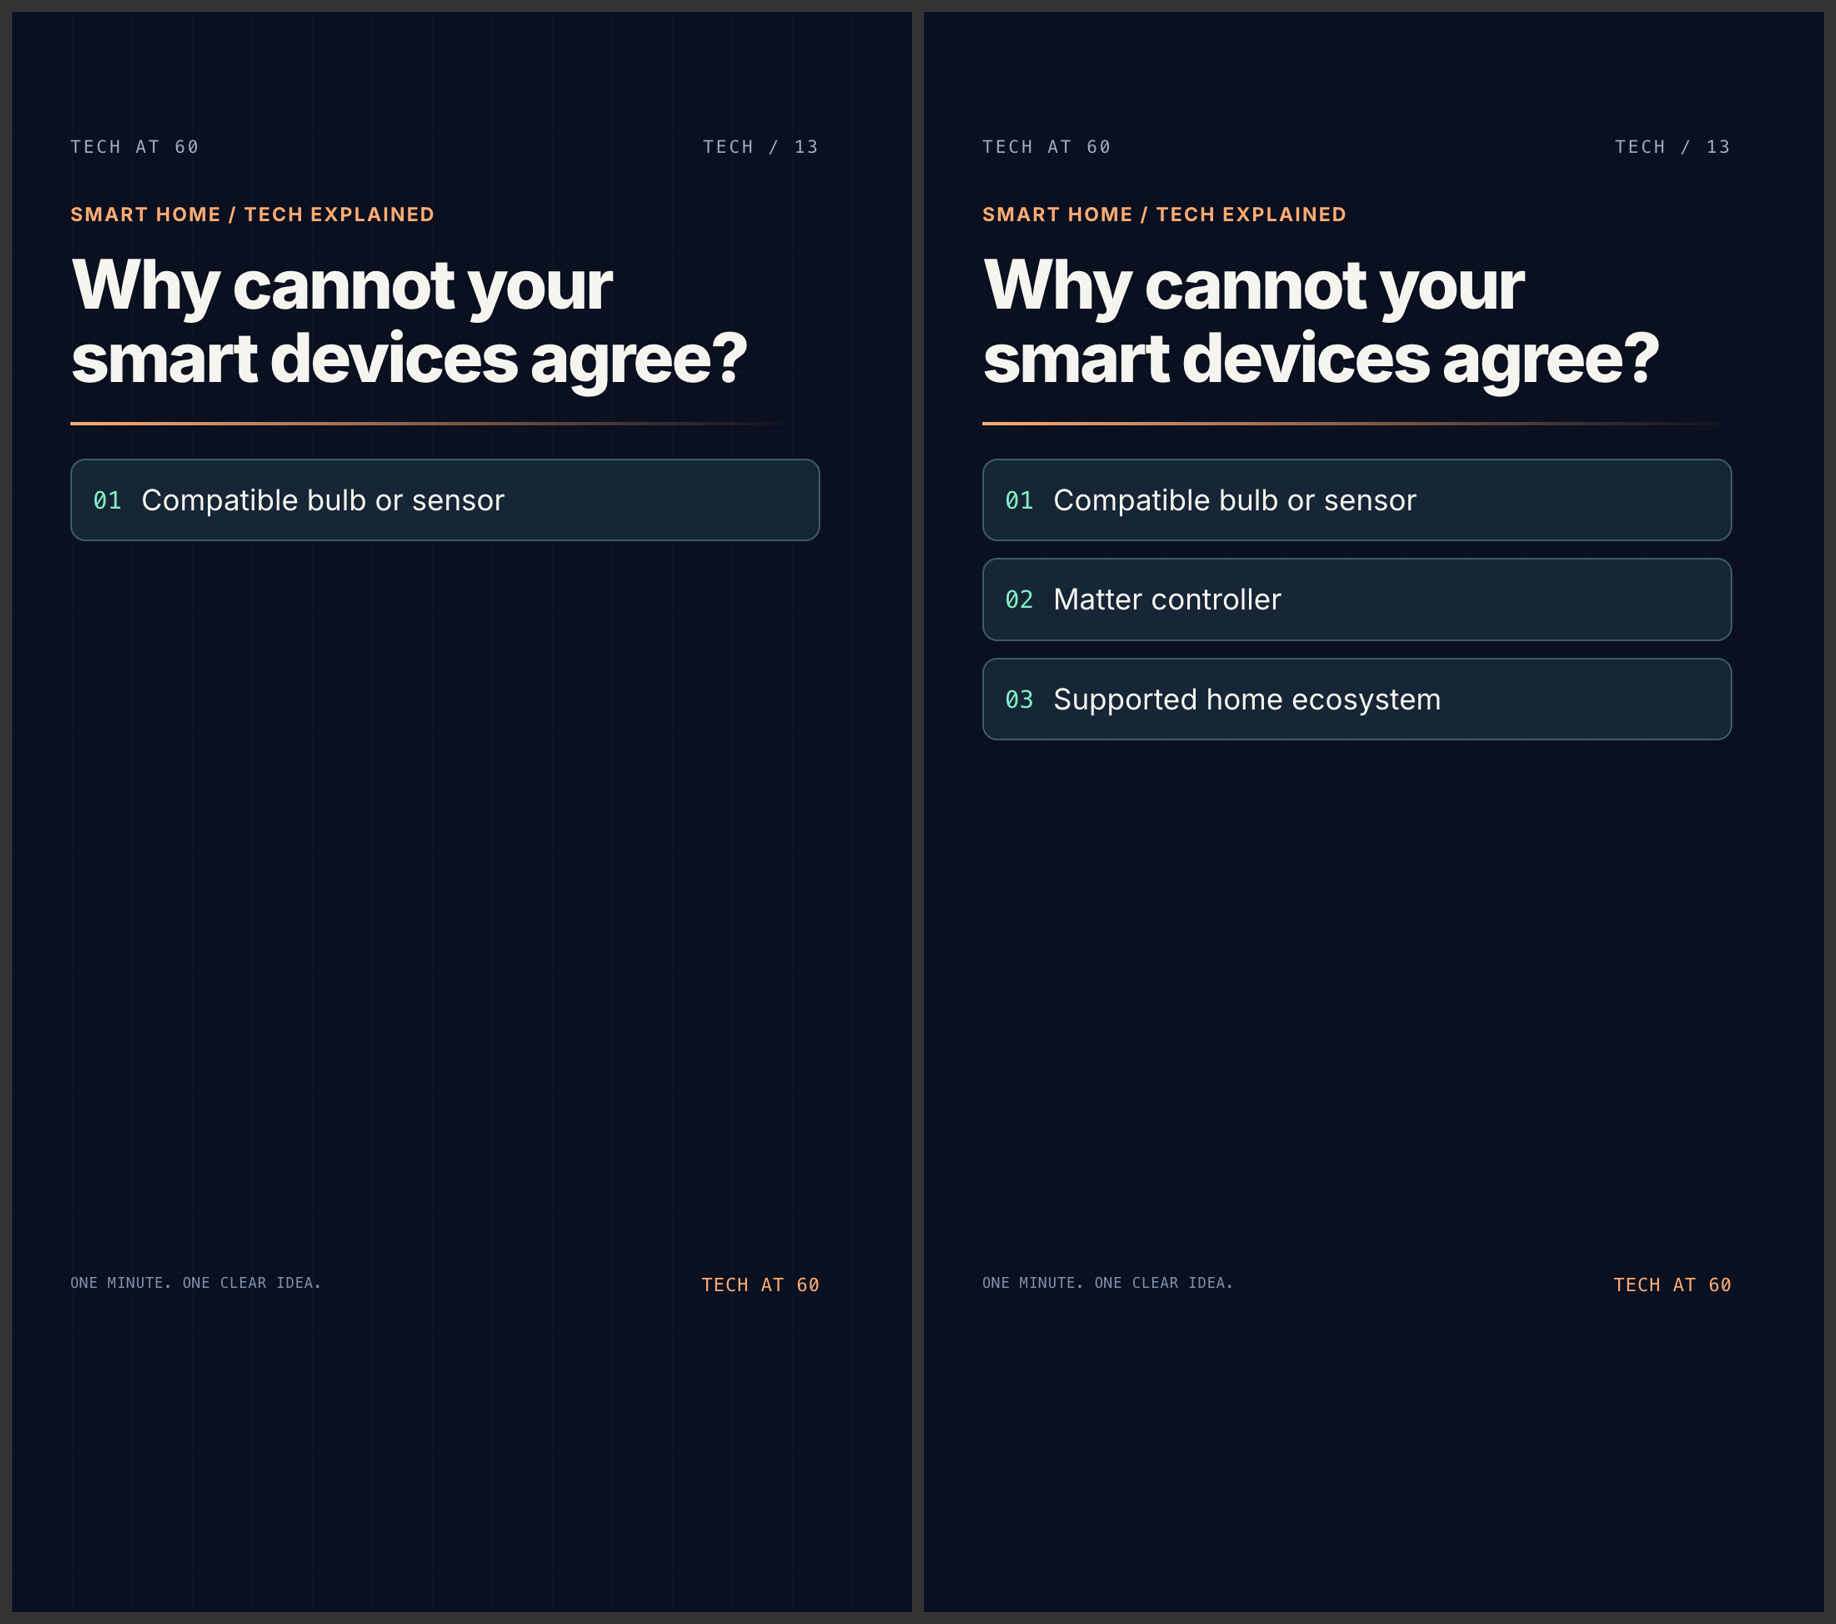 TECH AT 60
TECH / 13
SMART HOME / TECH EXPLAINED
Why cannot your
smart devices agree?
01 Compatible bulb or sensor
ONE MINUTE. ONE CLEAR IDEA.
TECH AT 60
TECH AT 60
TECH / 13
SMART HOME / TECH EXPLAINED
Why cannot your
smart devices agree?
01 Compatible bulb or sensor
02 Matter controller
03 Supported home ecosystem
ONE MINUTE. ONE CLEAR IDEA.
TECH AT 60